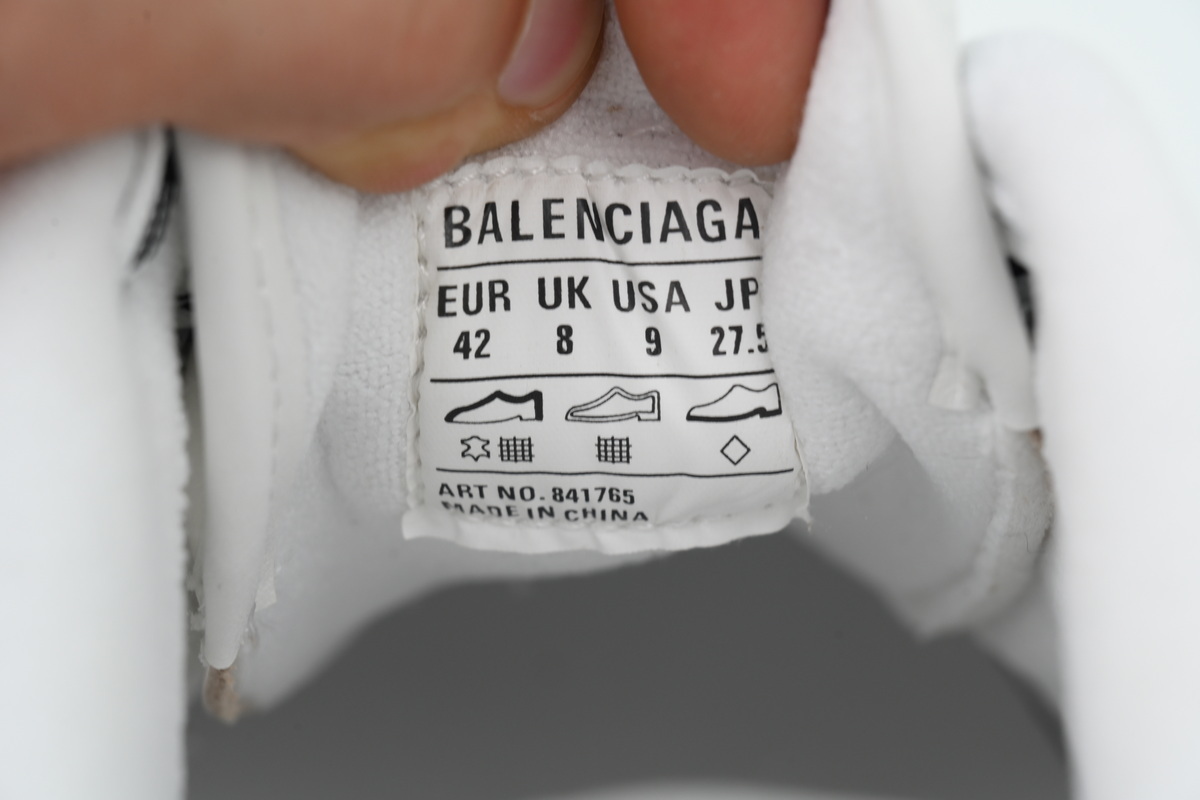 BALENCIAGA
EUR UK USA JP
42 8 9 27.5
ART NO. 841765
MADE IN CHINA